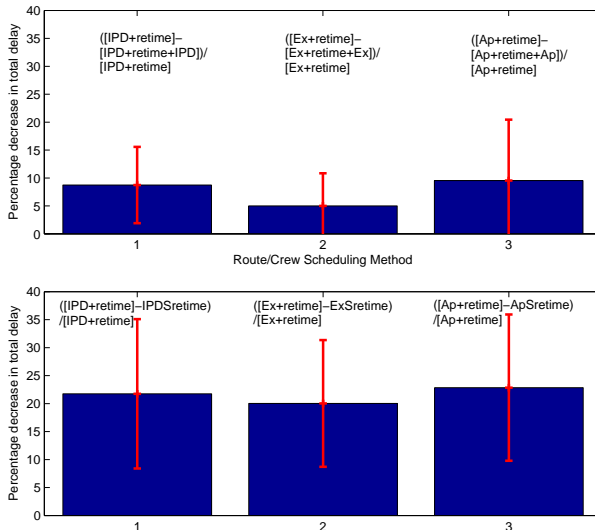 40
35
30
25
20
15
10
5
0
Percentage decrease in total delay
([IPD+retime]−
[IPD+retime+IPD])/
[IPD+retime]
([Ex+retime]−
[Ex+retime+Ex])/
[Ex+retime]
([Ap+retime]−
[Ap+retime+Ap])/
[Ap+retime]
1 2 3
Route/Crew Scheduling Method
40
35
30
25
20
15
10
5
0
Percentage decrease in total delay
([IPD+retime]−IPDSretime)
/[IPD+retime]
([Ex+retime]−ExSretime)
/[Ex+retime]
([Ap+retime]−ApSretime)
/[Ap+retime]
1 2 3